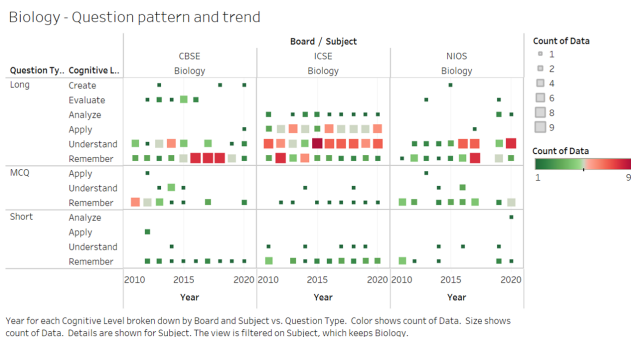 Biology - Question pattern and trend
Board / Subject
CBSE ICSE NIOS
Question Ty.. Cognitive L.. Biology Biology Biology
Long Create
Evaluate
Analyze
Apply
Understand
Remember
MCQ Apply
Understand
Remember
Short Analyze
Apply
Understand
Remember
2010 2015 2020 2010 2015 2020 2010 2015 2020
Year Year Year
Count of Data
1
2
4
6
8
9
Count of Data
1 9
Year for each Cognitive Level broken down by Board and Subject vs. Question Type. Color shows count of Data. Size shows
count of Data. Details are shown for Subject. The view is filtered on Subject, which keeps Biology.